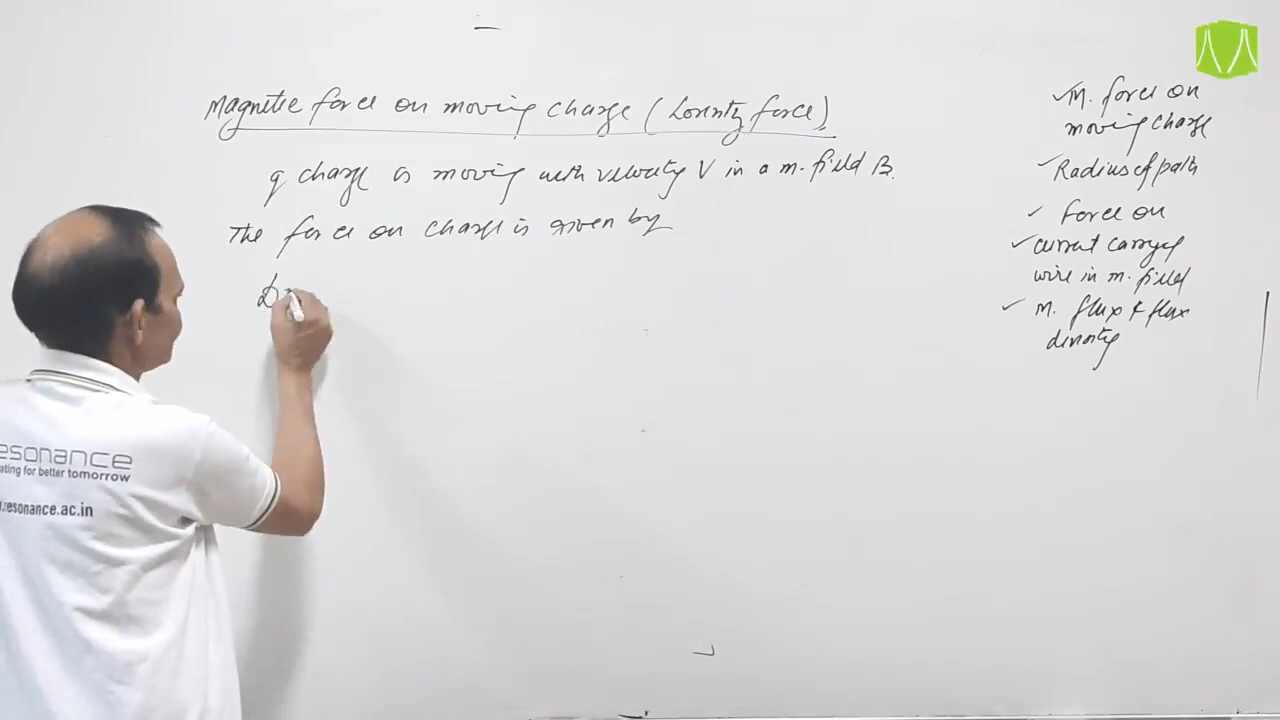 Magnetic force on moving charge (Lorentz force)
q charge is moving with velocity V in a m. field B.
The force on charge is given by
M. force on
moving charge
Radius of path
Force on
current carryed
wire in m. field
M. flux & flux
density
esonance
ating for better tomorrow
.resonance.ac.in